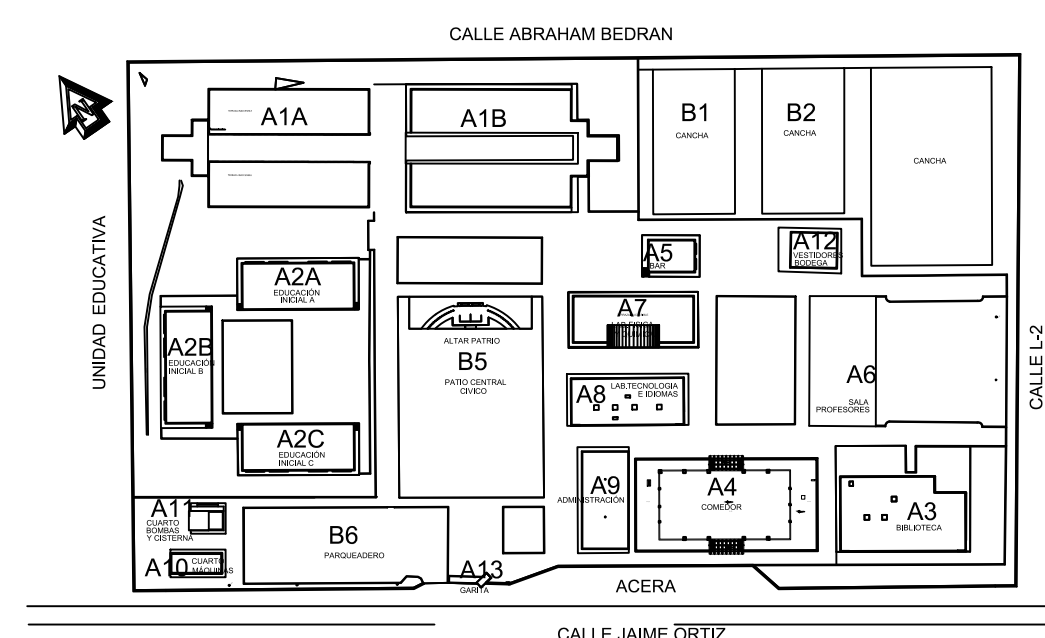 CALLE ABRAHAM BEDRAN
N
A1A
A1B
B1
CANCHA
B2
CANCHA
CANCHA
UNIDAD EDUCATIVA
A2A
EDUCACIÓN
INICIAL A
A5
BAR
A12
VESTIDORES
BODEGA
A2B
EDUCACIÓN
INICIAL B
ALTAR PATRIO
B5
PATIO CENTRAL
CIVICO
A7
LAB. FISICA
A8
LAB.TECNOLOGIA
E IDIOMAS
A6
SALA
PROFESORES
CALLE L-2
A2C
EDUCACIÓN
INICIAL C
A9
ADMINISTRACIÓN
A4
COMEDOR
A3
BIBLIOTECA
A11
CUARTO
BOMBAS
Y CISTERNA
A10
CUARTO
MÁQUINAS
B6
PARQUEADERO
A13
GARITA
ACERA
CALLE JAIME ORTIZ